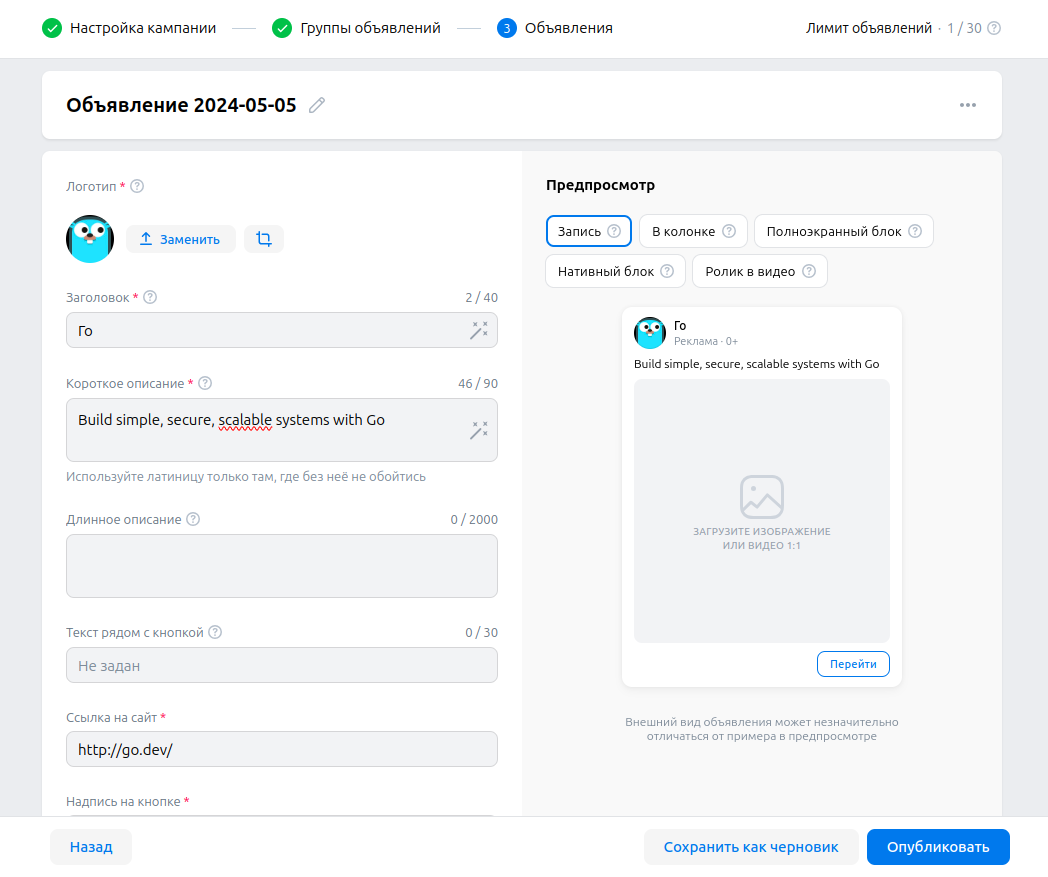 Настройка кампании
Группы объявлений
3 Объявления
Лимит объявлений · 1 / 30
Объявление 2024-05-05
Логотип *
Заменить
Заголовок *
2 / 40
Го
Короткое описание *
46 / 90
Build simple, secure, scalable systems with Go
Используйте латиницу только там, где без неё не обойтись
Длинное описание
0 / 2000
Текст рядом с кнопкой
0 / 30
Не задан
Ссылка на сайт *
http://go.dev/
Надпись на кнопке *
Предпросмотр
Запись
В колонке
Полноэкранный блок
Нативный блок
Ролик в видео
Го
Реклама · 0+
Build simple, secure, scalable systems with Go
ЗАГРУЗИТЕ ИЗОБРАЖЕНИЕ
ИЛИ ВИДЕО 1:1
Перейти
Внешний вид объявления может незначительно
отличаться от примера в предпросмотре
Назад
Сохранить как черновик
Опубликовать